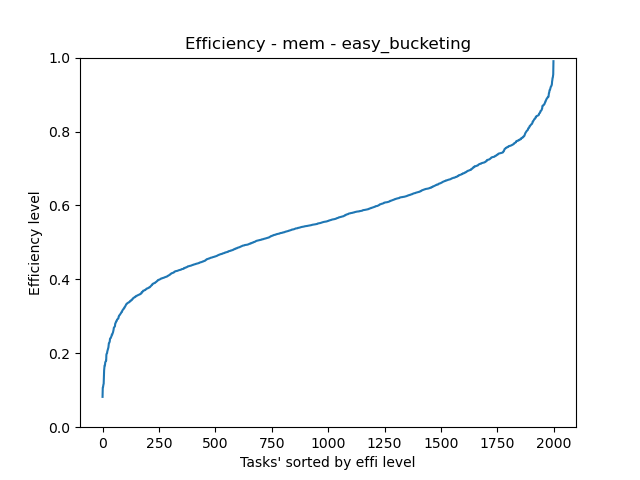 Efficiency - mem - easy_bucketing
1.0
0.8
0.6
0.4
0.2
0.0
Efficiency level
0 250 500 750 1000 1250 1500 1750 2000
Tasks' sorted by effi level